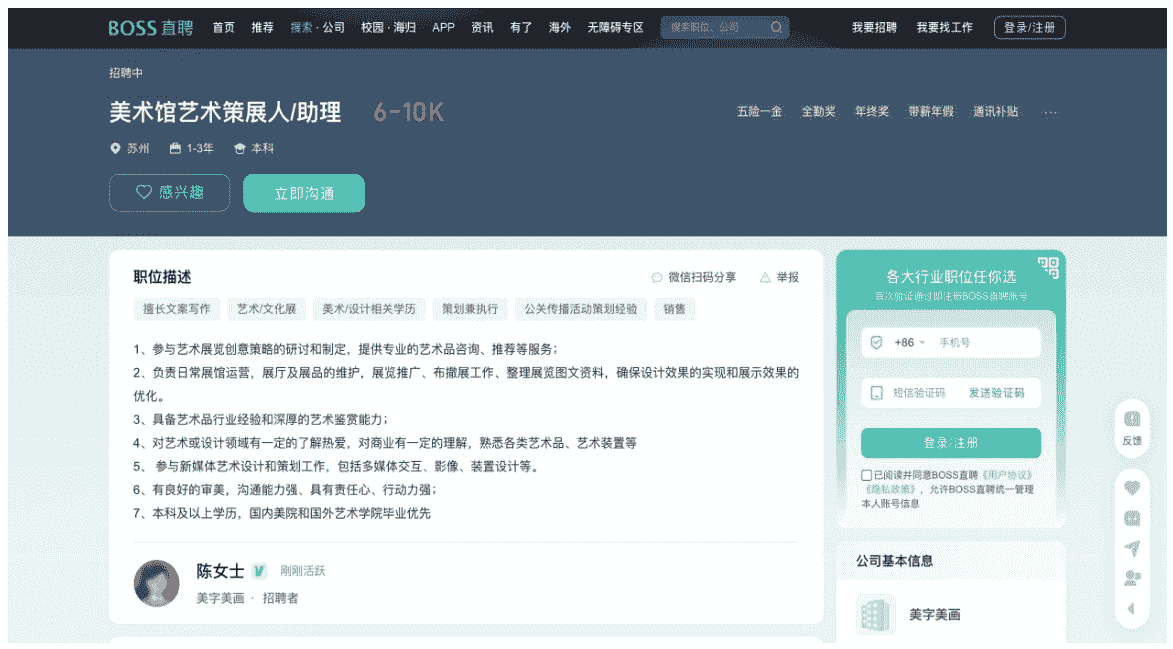 BOSS直聘 首页 推荐 搜索·公司 校园·海归 APP 资讯 有了 海外 无障碍专区 搜索职位、公司 我要招聘 我要找工作 登录/注册
招聘中
美术馆艺术策展人/助理 6-10K
五险一金 全勤奖 年终奖 带薪年假 通讯补贴 ...
苏州 1-3年 本科
感兴趣 立即沟通
职位描述 微信扫码分享 举报
擅长文案写作 艺术/文化展 美术/设计相关学历 策划兼执行 公关传播活动策划经验 销售
1、参与艺术展览创意策略的研讨和制定，提供专业的艺术品咨询、推荐等服务；
2、负责日常展馆运营，展厅及展品的维护，展览推广、布撤展工作、整理展览图文资料，确保设计效果的实现和展示效果的
优化。
3、具备艺术品行业经验和深厚的艺术鉴赏能力；
4、对艺术或设计领域有一定的了解热爱，对商业有一定的理解，熟悉各类艺术品、艺术装置等
5、 参与新媒体艺术设计和策划工作，包括多媒体交互、影像、装置设计等。
6、有良好的审美，沟通能力强、具有责任心、行动力强；
7、本科及以上学历，国内美院和国外艺术学院毕业优先
陈女士 刚刚活跃
美字美画 · 招聘者
各大行业职位任你选
首次验证通过即注册BOSS直聘账号
+86 手机号
短信验证码 发送验证码
登录/注册
已阅读并同意BOSS直聘《用户协议》
《隐私政策》，允许BOSS直聘统一管理
本人账号信息
公司基本信息
美字美画
反馈